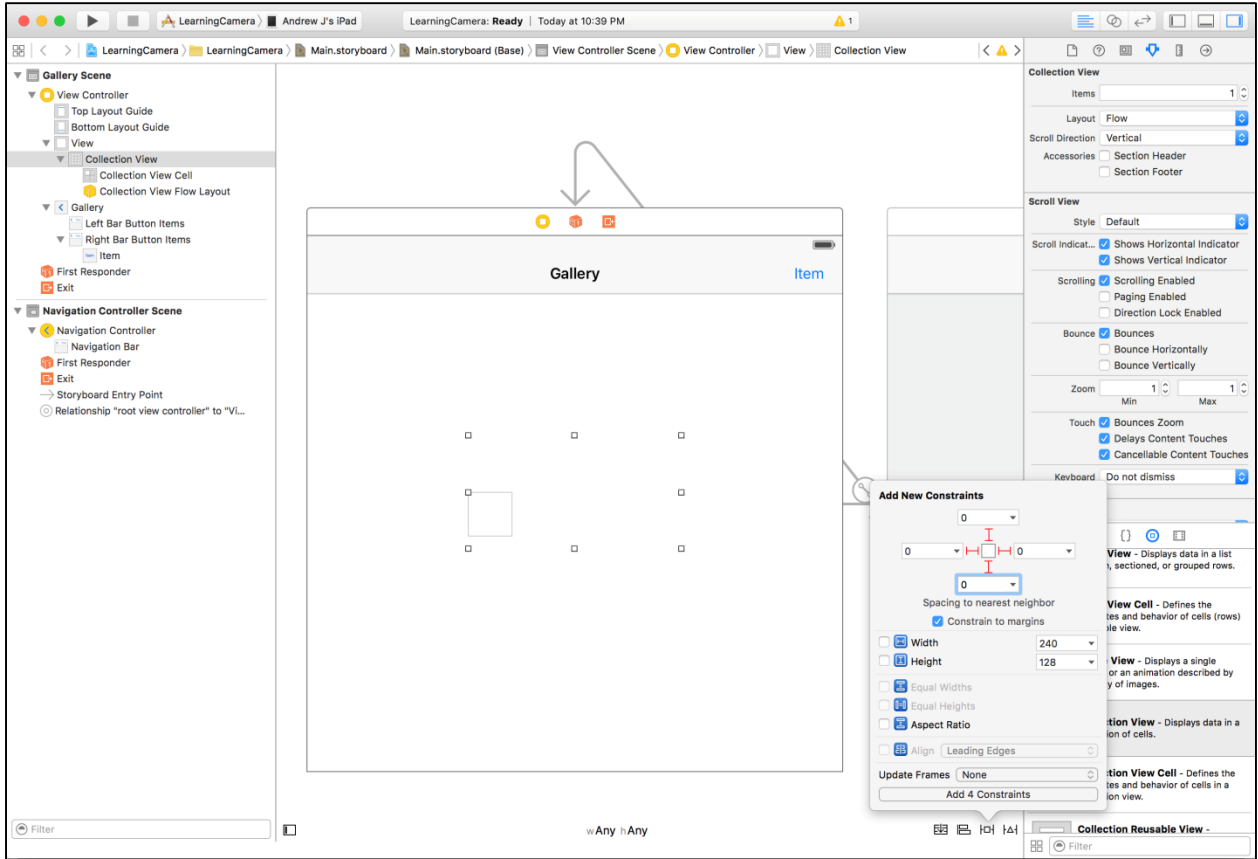 LearningCamera 〉 Andrew J's iPad
LearningCamera: Ready | Today at 10:39 PM
1
LearningCamera 〉 LearningCamera 〉 Main.storyboard 〉 Main.storyboard (Base) 〉 View Controller Scene 〉 View Controller 〉 View 〉 Collection View
Gallery Scene
View Controller
Top Layout Guide
Bottom Layout Guide
View
Collection View
Collection View Cell
Collection View Flow Layout
Gallery
Left Bar Button Items
Right Bar Button Items
Item
First Responder
Exit
Navigation Controller Scene
Navigation Controller
Navigation Bar
First Responder
Exit
Storyboard Entry Point
Relationship "root view controller" to "Vi...
Filter
Gallery
Item
wAny hAny
Add New Constraints
0
0
0
0
Spacing to nearest neighbor
Constrain to margins
Width 240
Height 128
Equal Widths
Equal Heights
Aspect Ratio
Align Leading Edges
Update Frames None
Add 4 Constraints
Collection View
Items 1
Layout Flow
Scroll Direction Vertical
Accessories Section Header
Section Footer
Scroll View
Style Default
Scroll Indicat... Shows Horizontal Indicator
Shows Vertical Indicator
Scrolling Scrolling Enabled
Paging Enabled
Direction Lock Enabled
Bounce Bounces
Bounce Horizontally
Bounce Vertically
Zoom 1 1
Min Max
Touch Bounces Zoom
Delays Content Touches
Cancellable Content Touches
Keyboard Do not dismiss
View - Displays data in a list
sectioned, or grouped rows.
View Cell - Defines the
and behavior of cells (rows)
view.
View - Displays a single
or an animation described by
of images.
View - Displays data in a
of cells.
View Cell - Defines the
and behavior of cells in a
view.
Collection Reusable View -
Filter